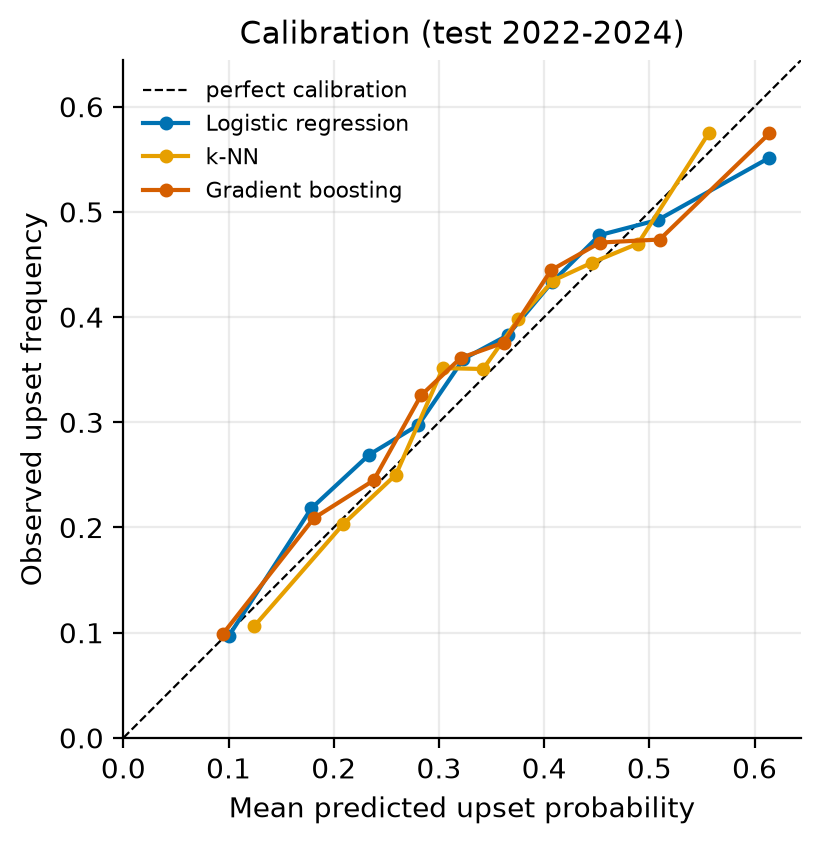 Calibration (test 2022-2024)
perfect calibration
Logistic regression
k-NN
Gradient boosting
Observed upset frequency
0.6
0.5
0.4
0.3
0.2
0.1
0.0
0.0 0.1 0.2 0.3 0.4 0.5 0.6
Mean predicted upset probability